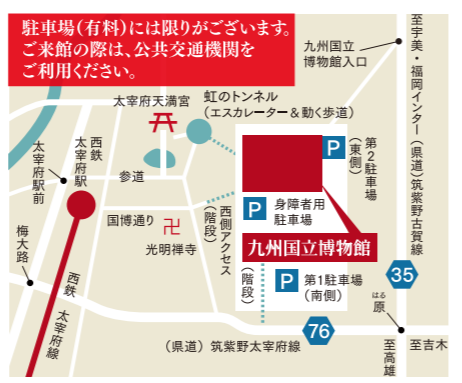 駐車場（有料）には限りがございます。
ご来館の際は、公共交通機関を
ご利用ください。
九州国立
博物館入口
至宇美・福岡インター
（県道）筑紫野古賀線
太宰府天満宮
虹のトンネル
（エスカレーター＆動く歩道）
西鉄
太宰府駅
太宰府駅前
参道
P
第2駐車場
（東側）
P
身障者用
駐車場
国博通り
卍
光明禅寺
西側アクセス
（階段）
九州国立博物館
梅大路
西鉄
太宰府線
（階段）
P
第1駐車場
（南側）
35
はる
原
76
（県道）筑紫野太宰府線
至高雄
至吉木